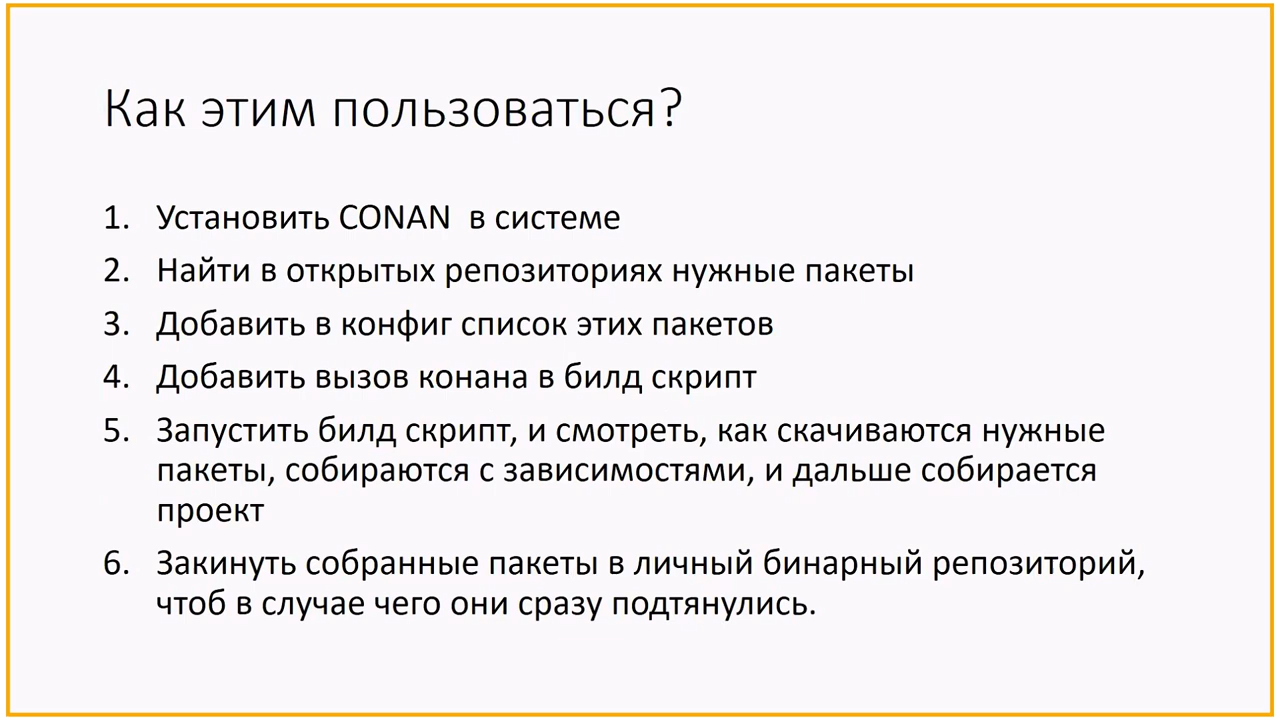 Как этим пользоваться?
1. Установить CONAN в системе
2. Найти в открытых репозиториях нужные пакеты
3. Добавить в конфиг список этих пакетов
4. Добавить вызов конана в билд скрипт
5. Запустить билд скрипт, и смотреть, как скачиваются нужные
пакеты, собираются с зависимостями, и дальше собирается
проект
6. Закинуть собранные пакеты в личный бинарный репозиторий,
чтоб в случае чего они сразу подтянулись.